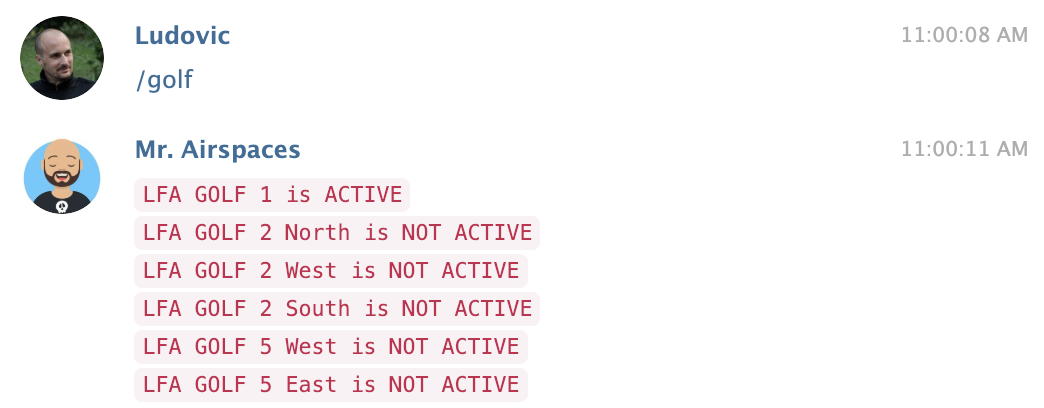 Ludovic 11:00:08 AM
/golf
Mr. Airspaces 11:00:11 AM
LFA GOLF 1 is ACTIVE
LFA GOLF 2 North is NOT ACTIVE
LFA GOLF 2 West is NOT ACTIVE
LFA GOLF 2 South is NOT ACTIVE
LFA GOLF 5 West is NOT ACTIVE
LFA GOLF 5 East is NOT ACTIVE